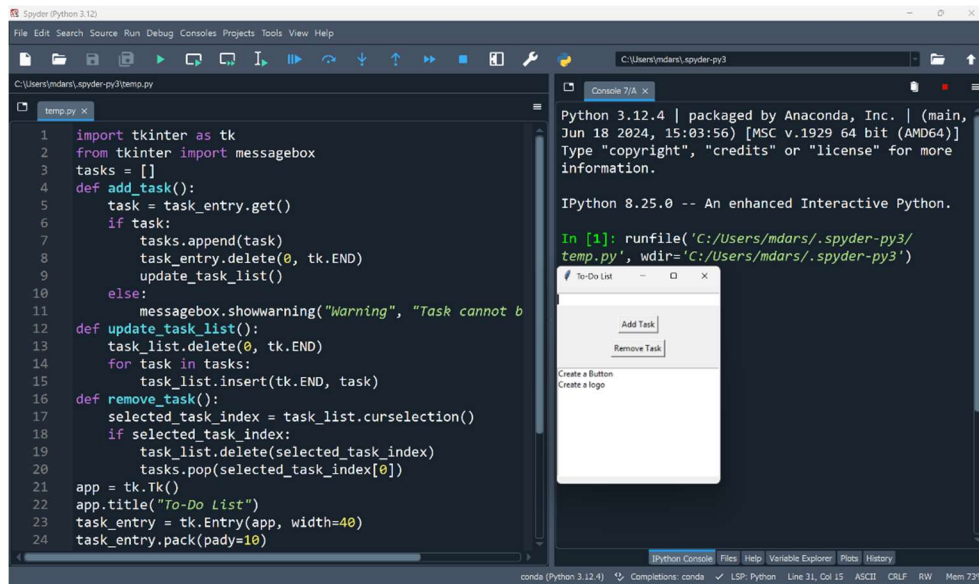 Spyder (Python 3.12)
File Edit Search Source Run Debug Consoles Projects Tools View Help
C:\Users\mdars\.spyder-py3
C:\Users\mdars\.spyder-py3\temp.py
temp.py
1 import tkinter as tk
2 from tkinter import messagebox
3 tasks = []
4 def add_task():
5     task = task_entry.get()
6     if task:
7         tasks.append(task)
8         task_entry.delete(0, tk.END)
9         update_task_list()
10     else:
11         messagebox.showwarning("Warning", "Task cannot b
12 def update_task_list():
13     task_list.delete(0, tk.END)
14     for task in tasks:
15         task_list.insert(tk.END, task)
16 def remove_task():
17     selected_task_index = task_list.curselection()
18     if selected_task_index:
19         task_list.delete(selected_task_index)
20         tasks.pop(selected_task_index[0])
21 app = tk.Tk()
22 app.title("To-Do List")
23 task_entry = tk.Entry(app, width=40)
24 task_entry.pack(pady=10)
Console 7/A
Python 3.12.4 | packaged by Anaconda, Inc. | (main,
Jun 18 2024, 15:03:56) [MSC v.1929 64 bit (AMD64)]
Type "copyright", "credits" or "license" for more
information.
IPython 8.25.0 -- An enhanced Interactive Python.
In [1]: runfile('C:/Users/mdars/.spyder-py3/
temp.py', wdir='C:/Users/mdars/.spyder-py3')
To-Do List
Add Task
Remove Task
Create a Button
Create a logo
IPython Console Files Help Variable Explorer Plots History
conda (Python 3.12.4) Completions: conda LSP: Python Line 31, Col 15 ASCII CRLF RW Mem 73%